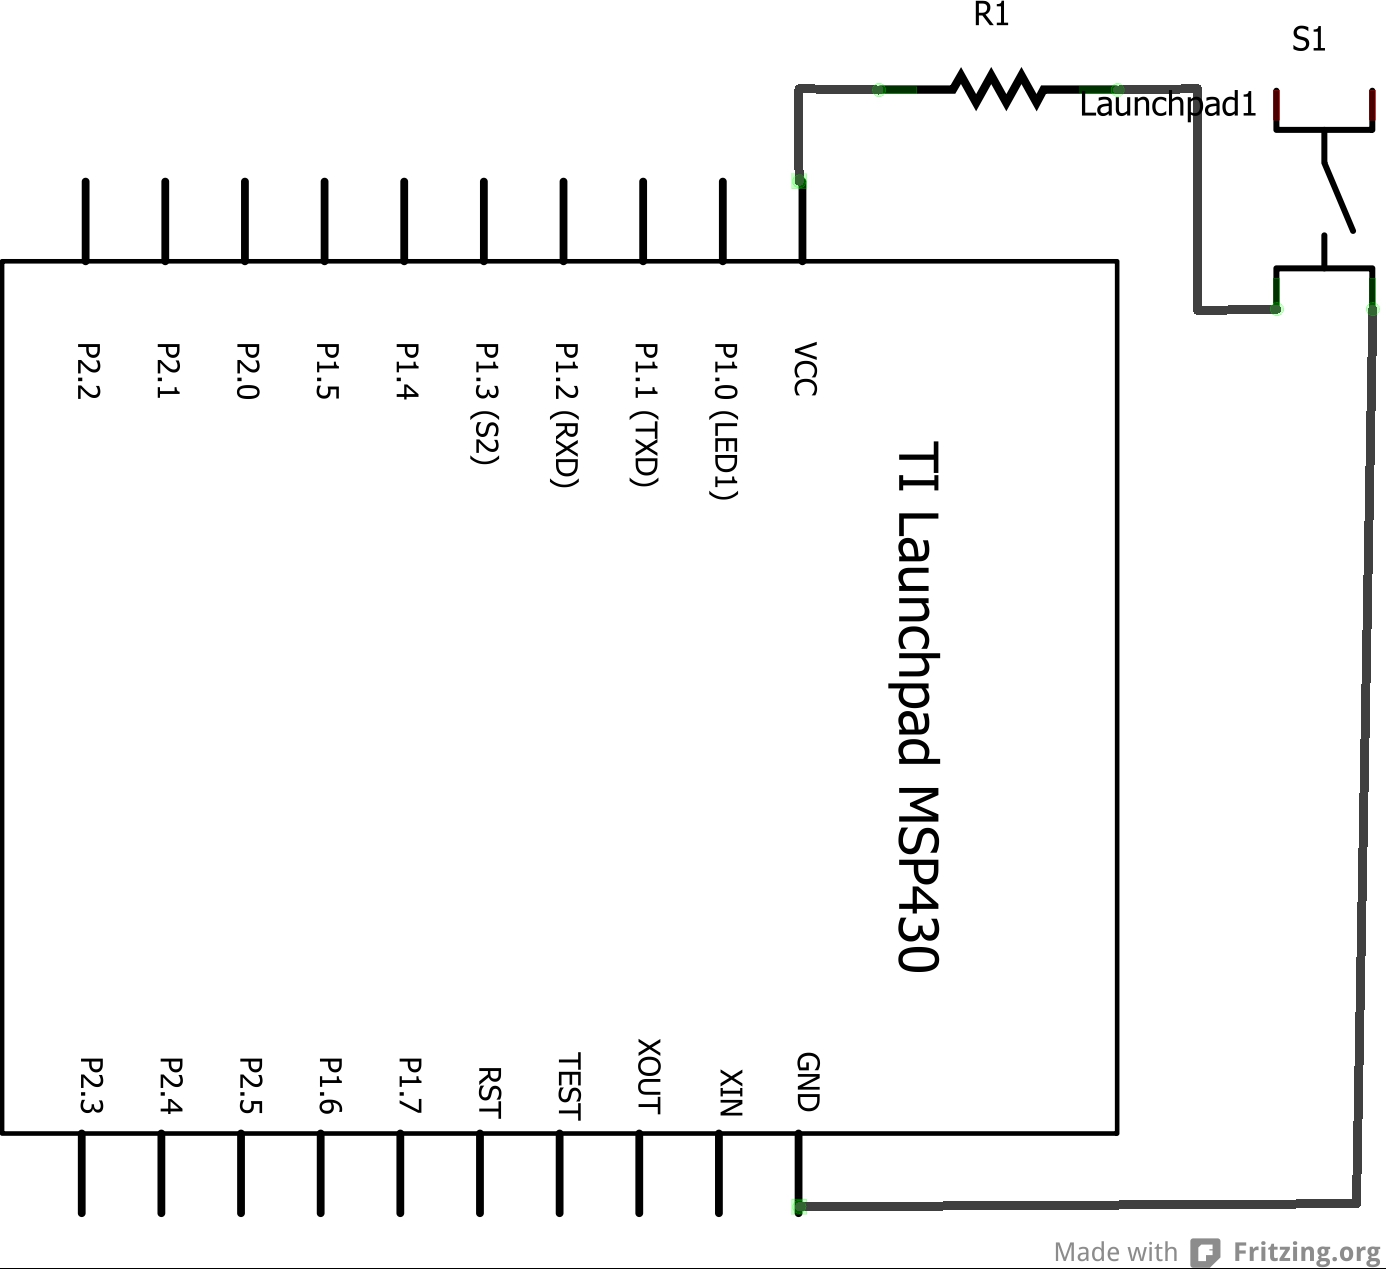 R1
S1
Launchpad1
P2.2
P2.1
P2.0
P1.5
P1.4
P1.3 (S2)
P1.2 (RXD)
P1.1 (TXD)
P1.0 (LED1)
VCC
TI Launchpad MSP430
P2.3
P2.4
P2.5
P1.6
P1.7
RST
TEST
XOUT
XIN
GND
Made with Fritzing.org